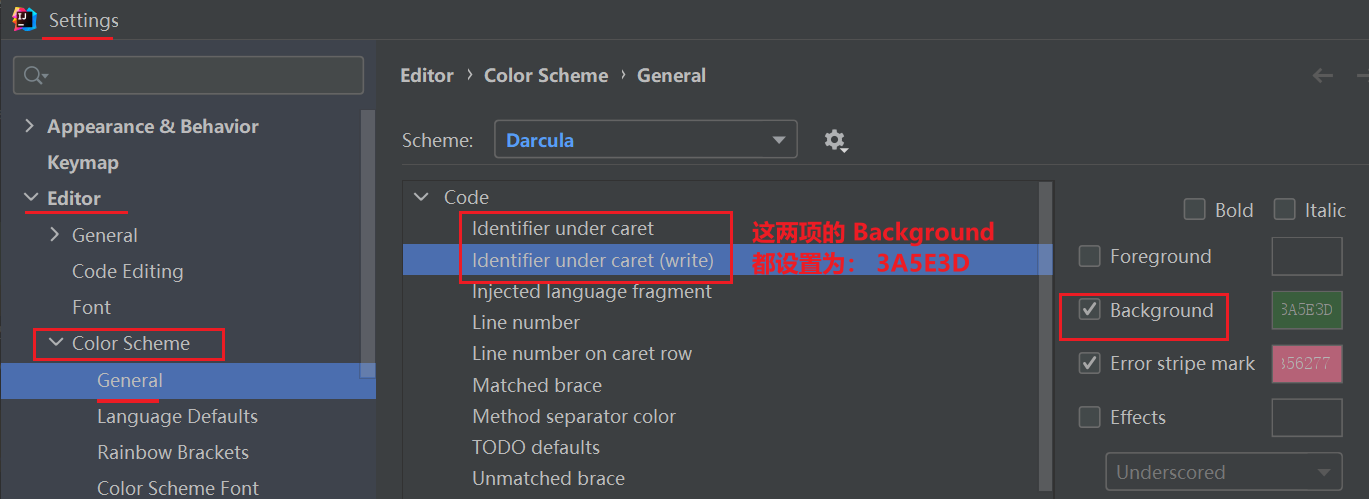 Settings
Editor › Color Scheme › General
Appearance & Behavior
Keymap
Editor
General
Code Editing
Font
Color Scheme
General
Language Defaults
Rainbow Brackets
Color Scheme Font
Scheme:
Darcula
Code
Identifier under caret
Identifier under caret (write)
Injected language fragment
Line number
Line number on caret row
Matched brace
Method separator color
TODO defaults
Unmatched brace
这两项的 Background
都设置为： 3A5E3D
Bold
Italic
Foreground
Background
3A5E3D
Error stripe mark
Effects
Underscored